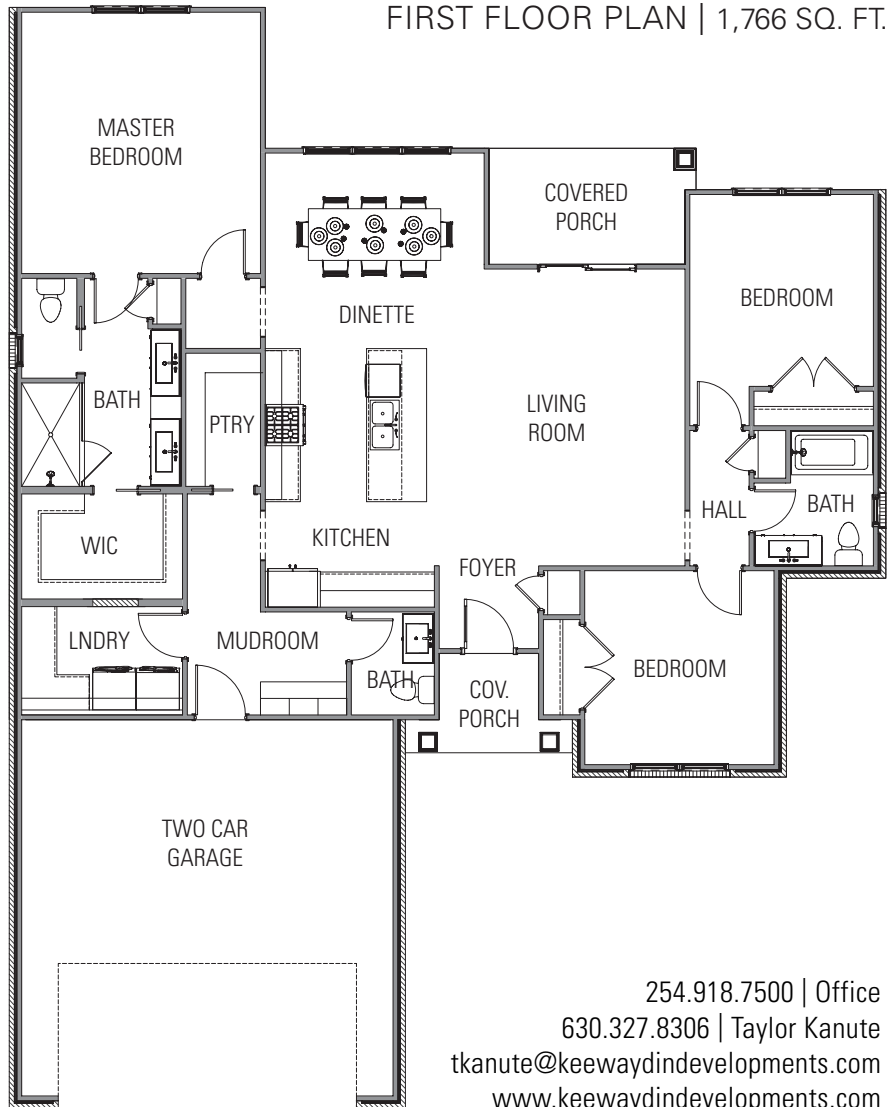 FIRST FLOOR PLAN | 1,766 SQ. FT.
MASTER
BEDROOM
COVERED
PORCH
BEDROOM
DINETTE
BATH
PTRY
LIVING
ROOM
HALL
BATH
WIC
KITCHEN
FOYER
LNDRY
MUDROOM
BATH
COV.
PORCH
BEDROOM
TWO CAR
GARAGE
254.918.7500 | Office
630.327.8306 | Taylor Kanute
tkanute@keewaydindevelopments.com
www.keewaydindevelopments.com